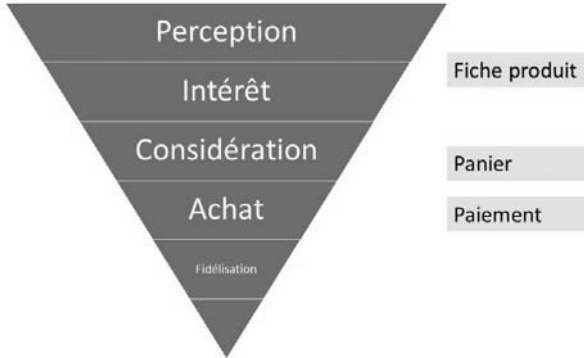 Perception
Intérêt
Fiche produit
Considération
Panier
Achat
Paiement
Fidélisation